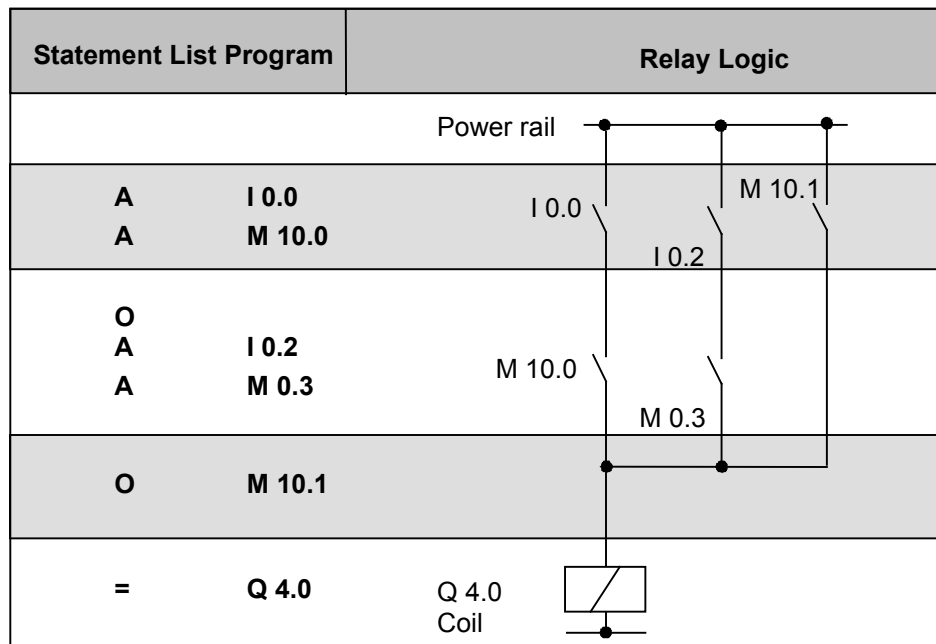 Statement List Program Relay Logic
Power rail
A I 0.0
A M 10.0
I 0.0
M 10.1
I 0.2
O
A I 0.2
A M 0.3
M 10.0
M 0.3
O M 10.1
= Q 4.0
Q 4.0
Coil